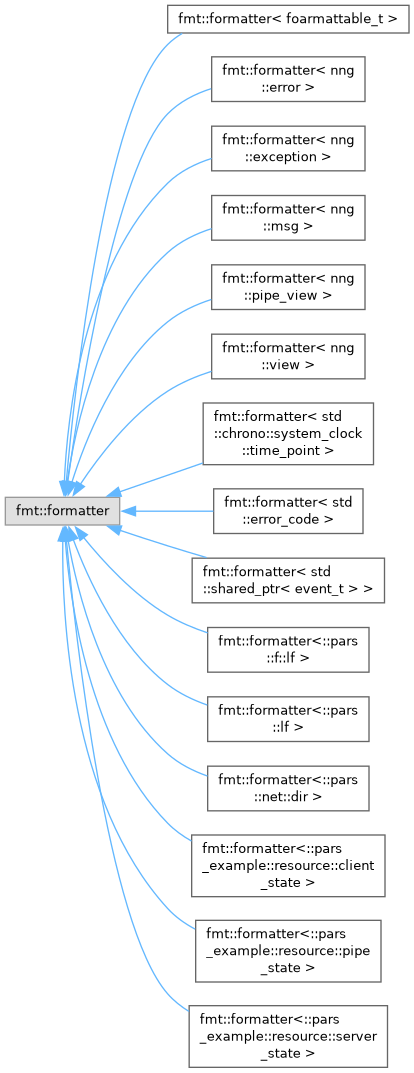 fmt::formatter< foarmattable_t >
fmt::formatter< nng
::error >
fmt::formatter< nng
::exception >
fmt::formatter< nng
::msg >
fmt::formatter< nng
::pipe_view >
fmt::formatter< nng
::view >
fmt::formatter< std
::chrono::system_clock
::time_point >
fmt::formatter
fmt::formatter< std
::error_code >
fmt::formatter< std
::shared_ptr< event_t > >
fmt::formatter<::pars
::f::lf >
fmt::formatter<::pars
::lf >
fmt::formatter<::pars
::net::dir >
fmt::formatter<::pars
_example::resource::client
_state >
fmt::formatter<::pars
_example::resource::pipe
_state >
fmt::formatter<::pars
_example::resource::server
_state >